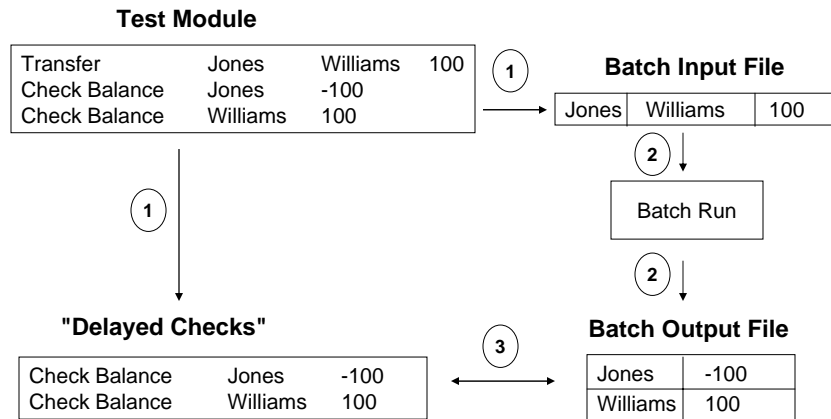 Test Module
Transfer Jones Williams 100
Check Balance Jones -100
Check Balance Williams 100
1
Batch Input File
Jones Williams 100
2
Batch Run
1
2
"Delayed Checks"
Check Balance Jones -100
Check Balance Williams 100
3
Batch Output File
Jones -100
Williams 100